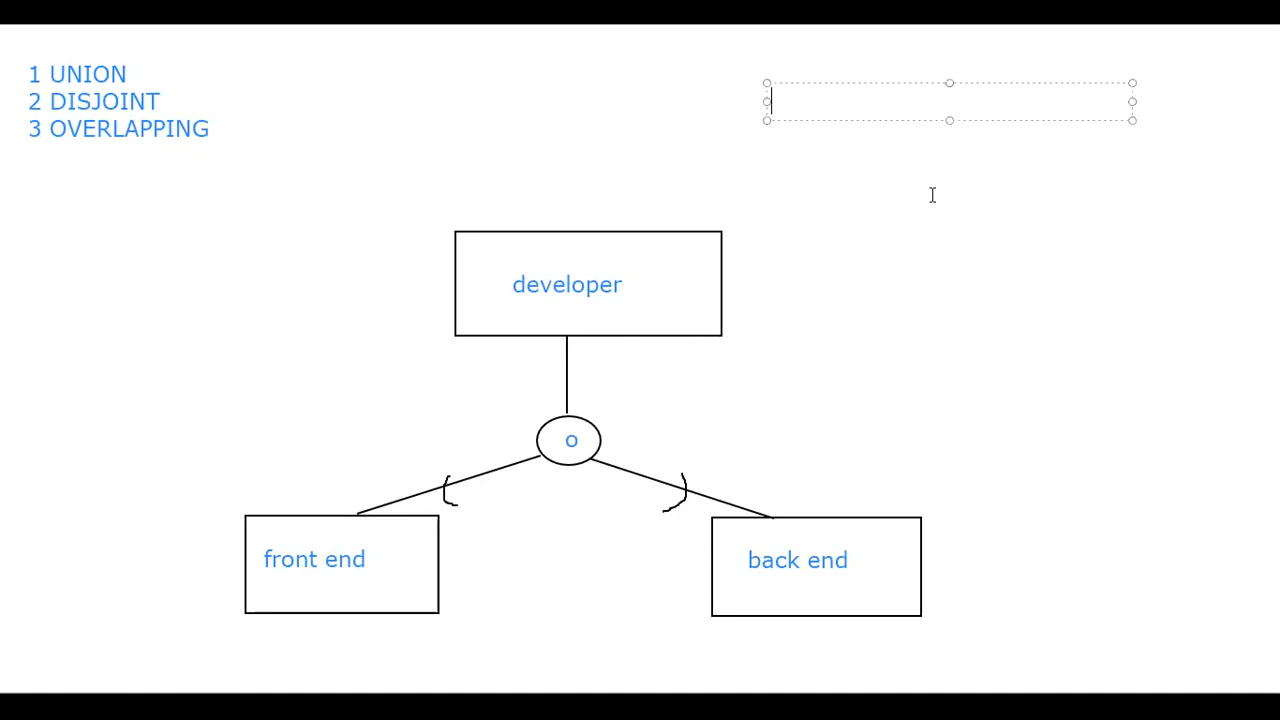 1 UNION
2 DISJOINT
3 OVERLAPPING
developer
o
front end
back end